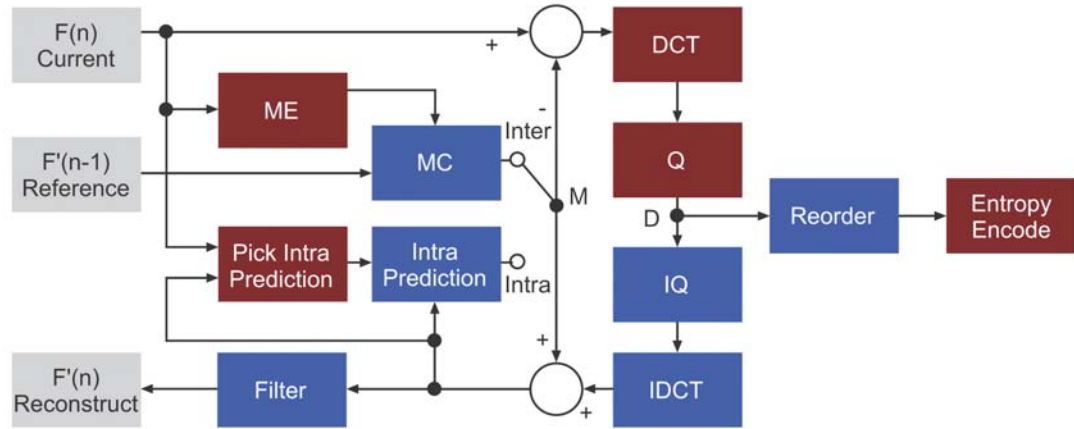 F(n)
Current
+
DCT
ME
-
Inter
MC
Q
F'(n-1)
Reference
M
D
Reorder
Entropy
Encode
Pick Intra
Prediction
Intra
Prediction
Intra
IQ
+
F'(n)
Reconstruct
Filter
+
IDCT